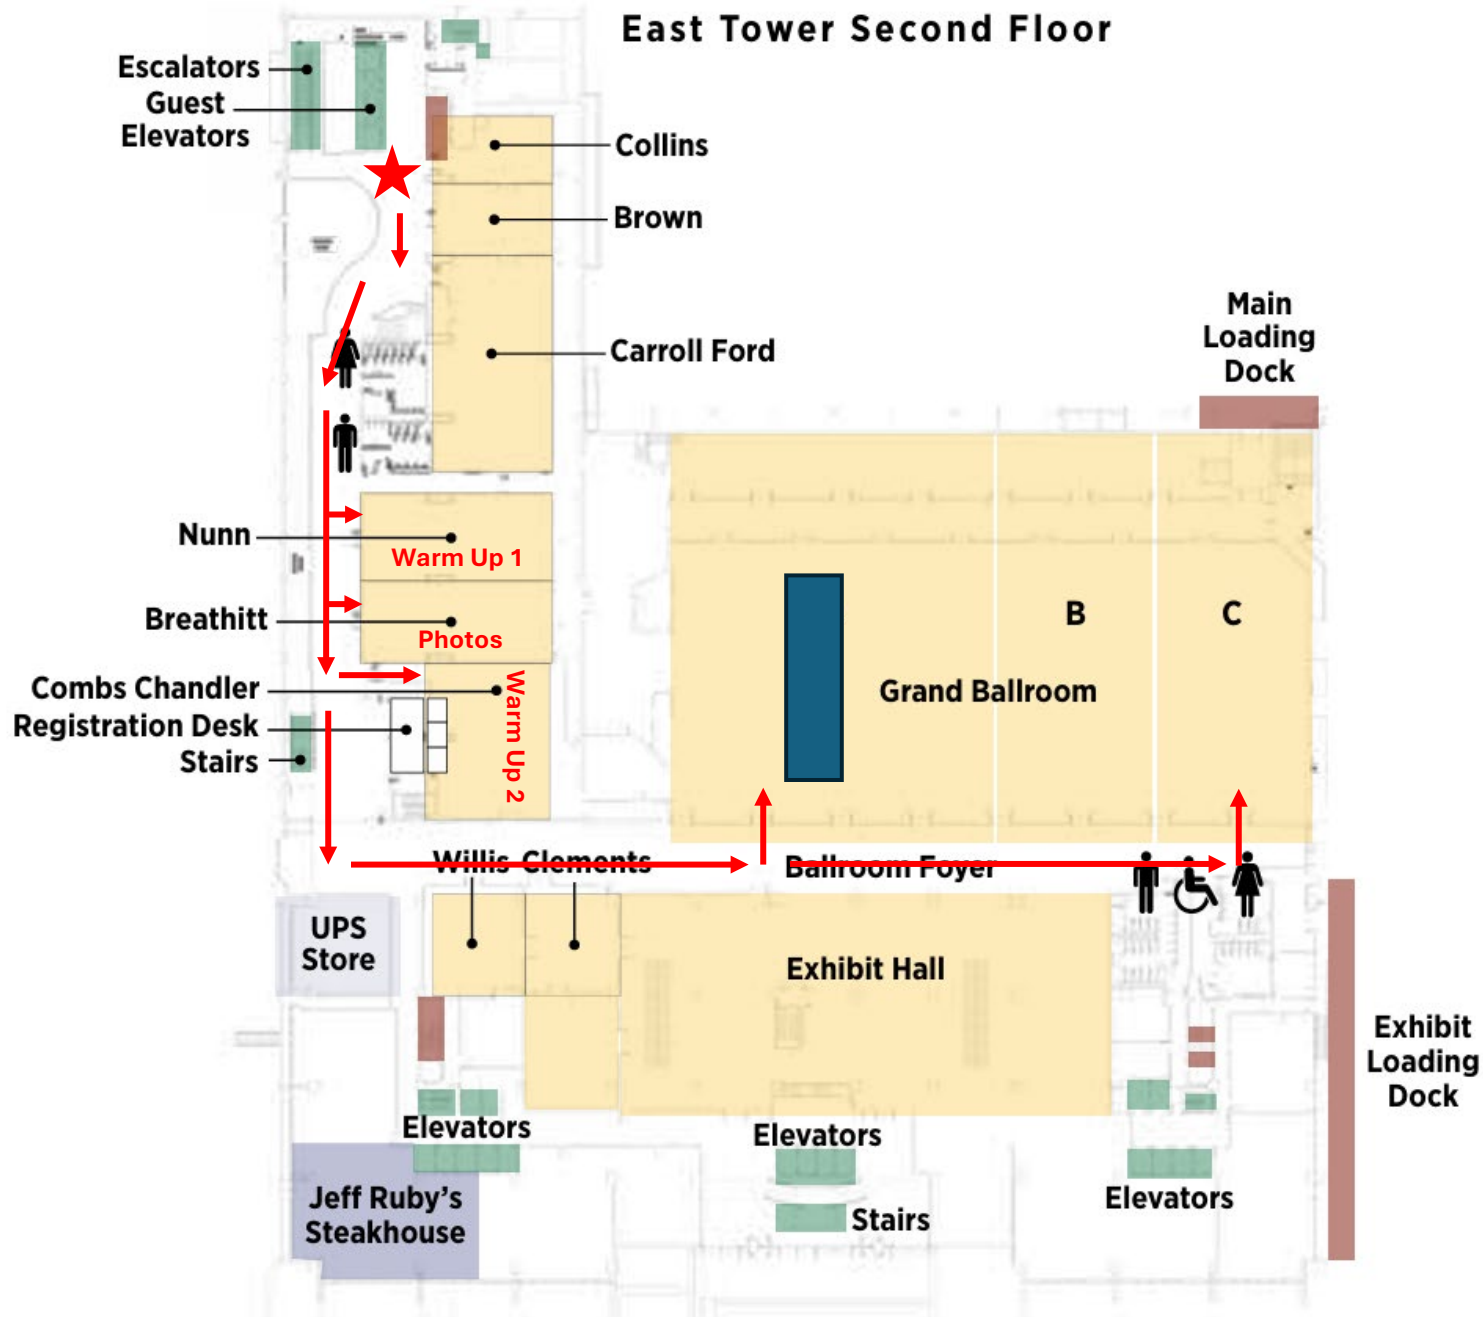 East Tower Second Floor
Escalators
Guest
Elevators
Collins
Brown
Carroll Ford
Main
Loading
Dock
Nunn
Warm Up 1
Breathitt
Photos
Combs Chandler
Registration Desk
Stairs
Warm Up 2
B
C
Grand Ballroom
Willis Clements
Ballroom Foyer
UPS
Store
Exhibit Hall
Exhibit
Loading
Dock
Elevators
Elevators
Elevators
Jeff Ruby’s
Steakhouse
Stairs